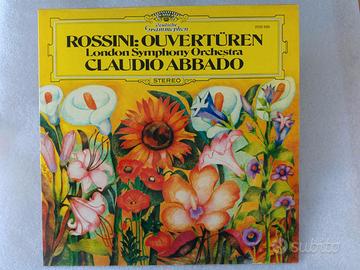 Deutsche
Grammophon
ROSSINI: OUVERTÜREN
London Symphony Orchestra
CLAUDIO ABBADO
STEREO
subito